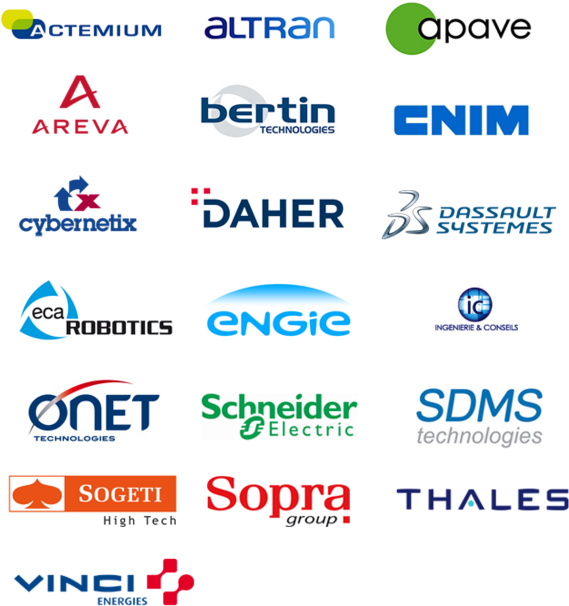 ACTEMIUM
aLTRan
apave
AREVA
bertin
TECHNOLOGIES
CNIM
cybernetix
DAHER
DASSAULT
SYSTEMES
eca
ROBOTICS
enGie
ic
INGENIERIE & CONSEILS
ONET
TECHNOLOGIES
Schneider
Electric
SDMS
technologies
SOGETI
High Tech
Sopra
group
THALES
VINCI
ENERGIES